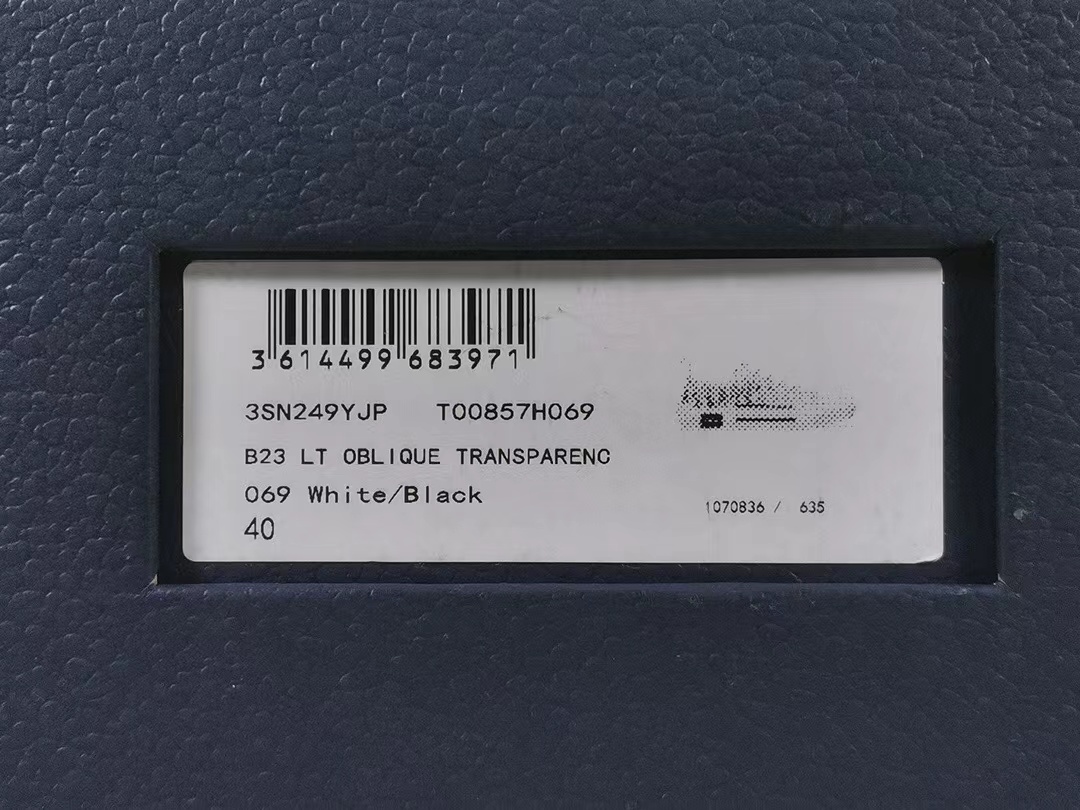 3 614499 683971
3SN249YJP T00857H069
B23 LT OBLIQUE TRANSPARENC
069 White/Black
40
1070836 / 635